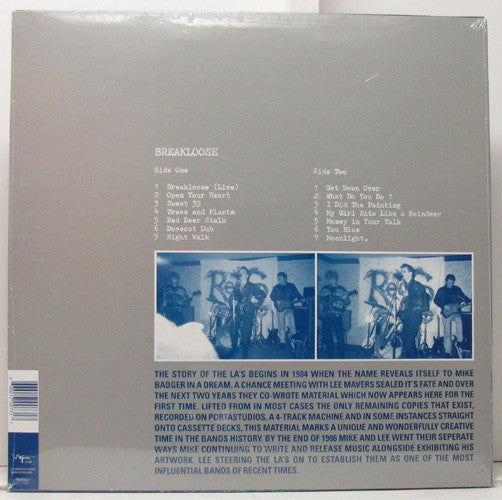 BREAKLOOSE
Side One
1 Breakloose (Live)
2 Open Your Heart
3 Sweet 35
4 Trees and Plants
5 Red Deer Stalk
6 Dovecot Dub
7 Night Walk
Side Two
1 Get Down Over
2 What Do You Do ?
3 I Did The Painting
4 My Girl Sits Like a Reindeer
5 Money in Your Talk
6 You Blue
7 Moonlight.
THE STORY OF THE LA'S BEGINS IN 1984 WHEN THE NAME REVEALS ITSELF TO MIKE
BADGER IN A DREAM. A CHANCE MEETING WITH LEE MAVERS SEALED IT'S FATE AND OVER
THE NEXT TWO YEARS THEY CO-WROTE MATERIAL WHICH NOW APPEARS HERE FOR
THE FIRST TIME. LIFTED FROM IN MOST CASES THE ONLY REMAINING COPIES THAT EXIST,
RECORDED ON PORTASTUDIOS, A 4-TRACK MACHINE AND IN SOME INSTANCES STRAIGHT
ONTO CASSETTE DECKS, THIS MATERIAL MARKS A UNIQUE AND WONDERFULLY CREATIVE
TIME IN THE BANDS HISTORY. BY THE END OF 1986 MIKE AND LEE WENT THEIR SEPERATE
WAYS MIKE CONTINUING TO WRITE AND RELEASE MUSIC ALONGSIDE EXHIBITING HIS
ARTWORK. LEE STEERING THE LA'S ON TO ESTABLISH THEM AS ONE OF THE MOST
INFLUENTIAL BANDS OF RECENT TIMES.